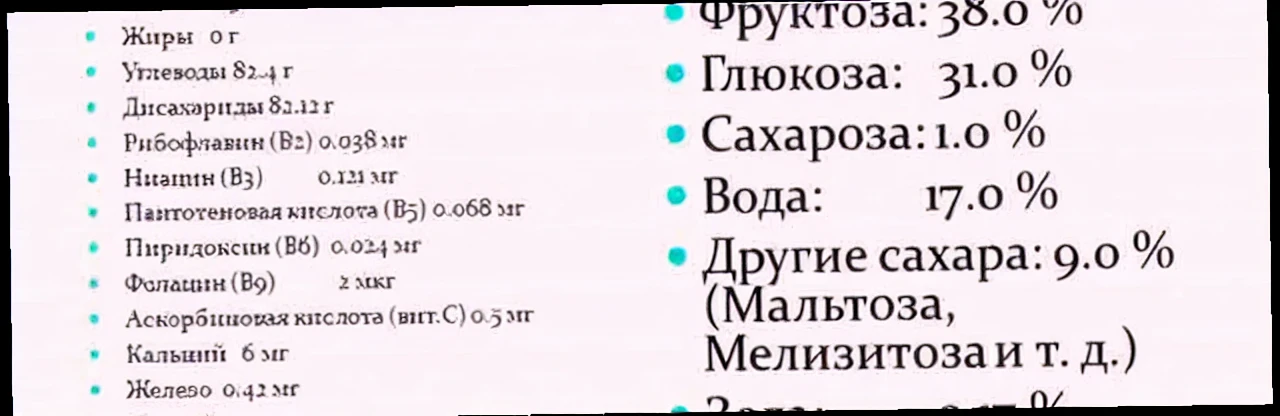 Жиры 0 г
Углеводы 82.4 г
Дисахариды 82.12 г
Рибофлавин (B2) 0.038 мг
Ниацин (B3) 0.121 мг
Пантотеновая кислота (B5) 0.068 мг
Пиридоксин (B6) 0.024 мг
Фолацин (B9) 2 мкг
Аскорбиновая кислота (вит.С) 0.5 мг
Кальций 6 мг
Железо 0.42 мг
Фруктоза: 38.0 %
Глюкоза: 31.0 %
Сахароза: 1.0 %
Вода: 17.0 %
Другие сахара: 9.0 %
(Мальтоза,
Мелизитоза и т. д.)